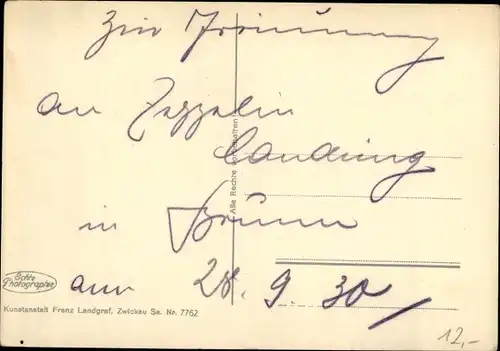 Zur Erinnerung
an Zeppelin
Landung
in Brünn
am 28.9.30
Alle Rechte vorbehalten
Echte Photographie
Kunstanstalt Franz Landgraf, Zwickau Sa. Nr. 7762
12,-